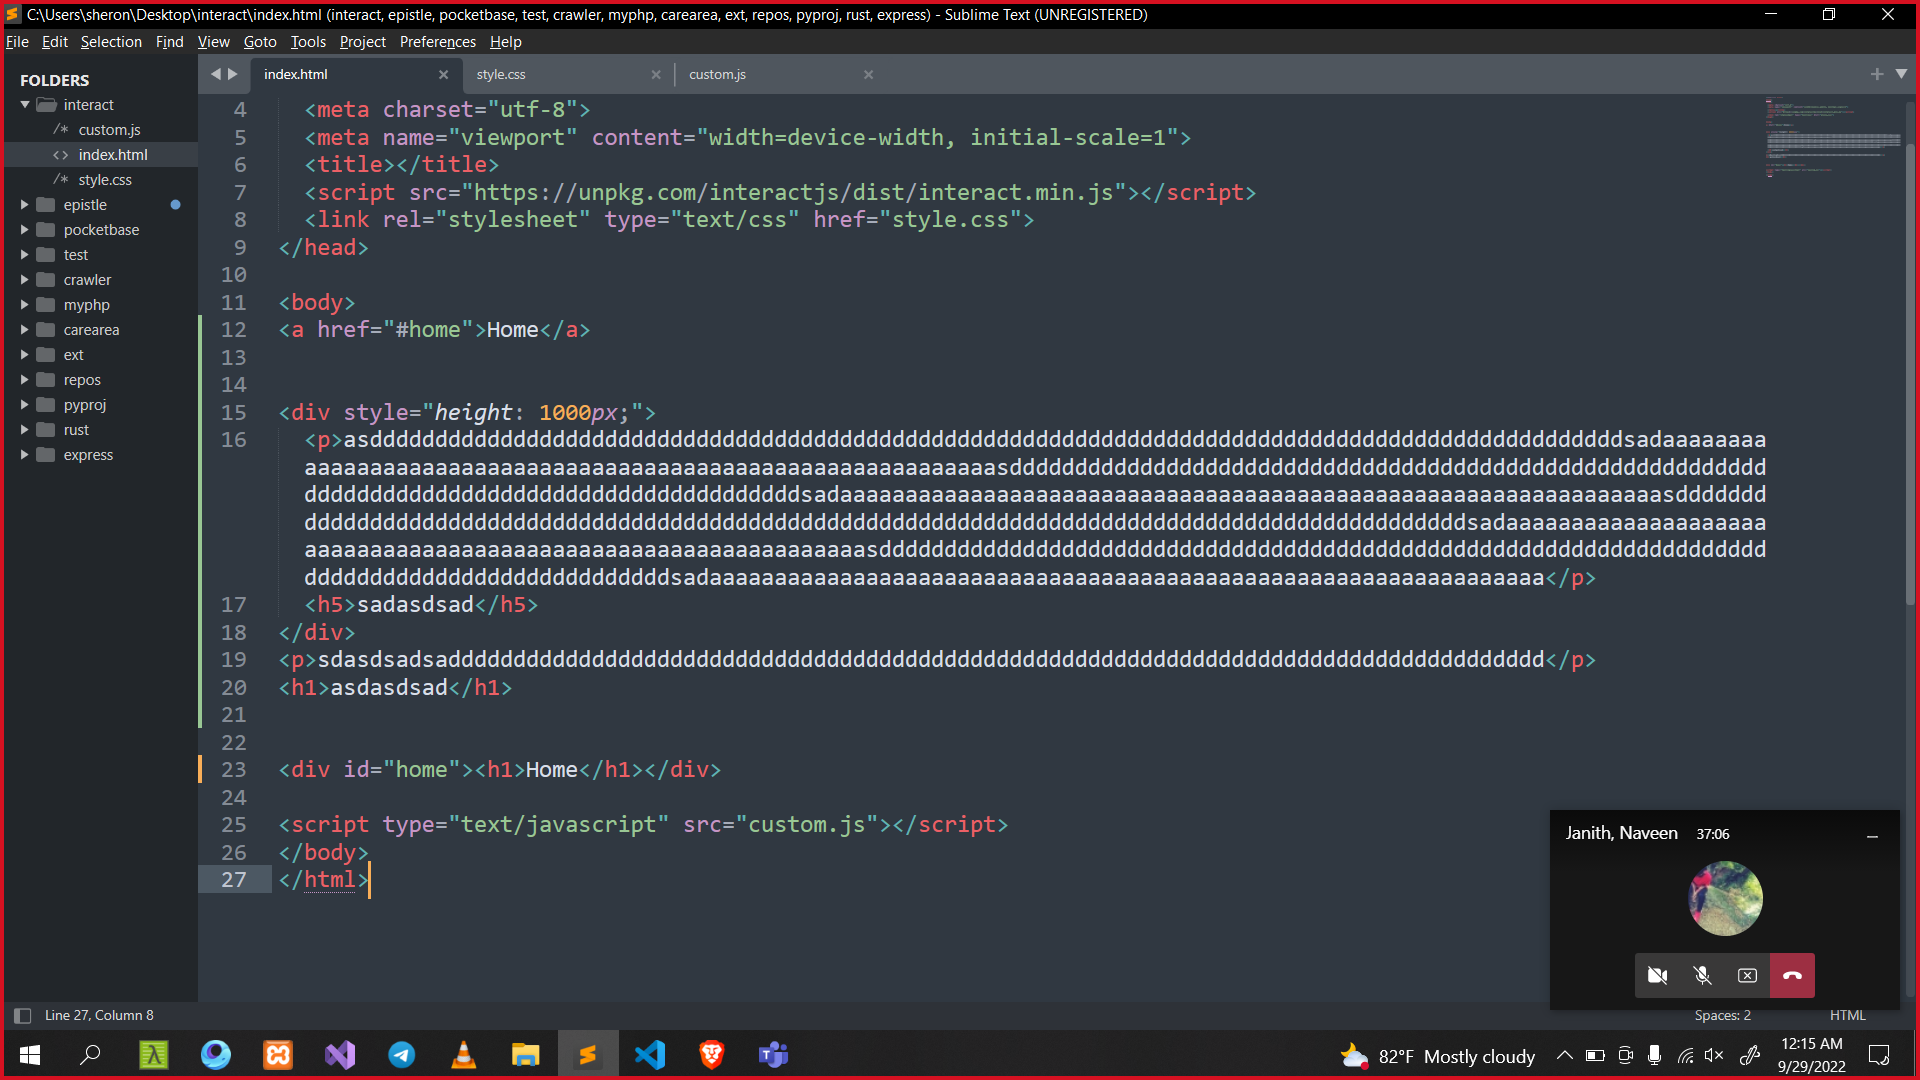 C:\Users\sheron\Desktop\interact\index.html (interact, epistle, pocketbase, test, crawler, myphp, carearea, ext, repos, pyproj, rust, express) - Sublime Text (UNREGISTERED)
File Edit Selection Find View Goto Tools Project Preferences Help
FOLDERS
interact
custom.js
index.html
style.css
epistle
pocketbase
test
crawler
myphp
carearea
ext
repos
pyproj
rust
express
index.html style.css custom.js
4 <meta charset="utf-8">
5 <meta name="viewport" content="width=device-width, initial-scale=1">
6 <title></title>
7 <script src="https://unpkg.com/interactjs/dist/interact.min.js"></script>
8 <link rel="stylesheet" type="text/css" href="style.css">
9 </head>
10
11 <body>
12 <a href="#home">Home</a>
13
14
15 <div style="height: 1000px;">
16 <p>
</p>
17 <h5>sadasdsad</h5>
18 </div>
19 <p></p>
20 <h1>asdasdsad</h1>
21
22
23 <div id="home"><h1>Home</h1></div>
24
25 <script type="text/javascript" src="custom.js"></script>
26 </body>
27 </html>
Janith, Naveen 37:06
Line 27, Column 8
Spaces: 2 HTML
82°F Mostly cloudy
12:15 AM
9/29/2022